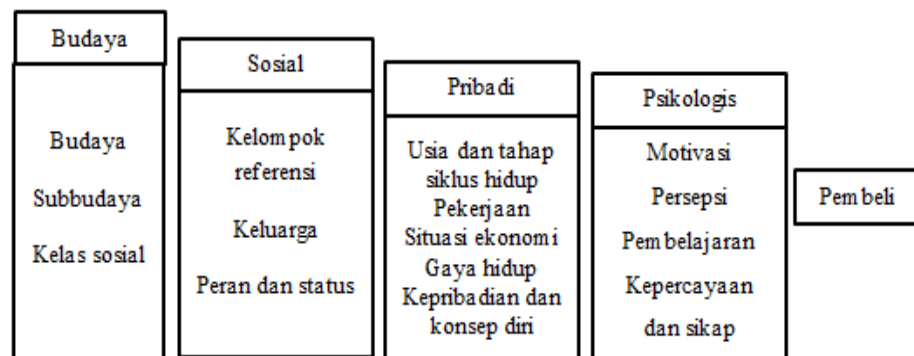 Budaya
Budaya
Subbudaya
Kelas sosial
Sosial
Kelompok
referensi
Keluarga
Peran dan status
Pribadi
Usia dan tahap
siklus hidup
Pekerjaan
Situasi ekonomi
Gaya hidup
Kepribadian dan
konsep diri
Psikologis
Motivasi
Persepsi
Pembelajaran
Kepercayaan
dan sikap
Pembeli